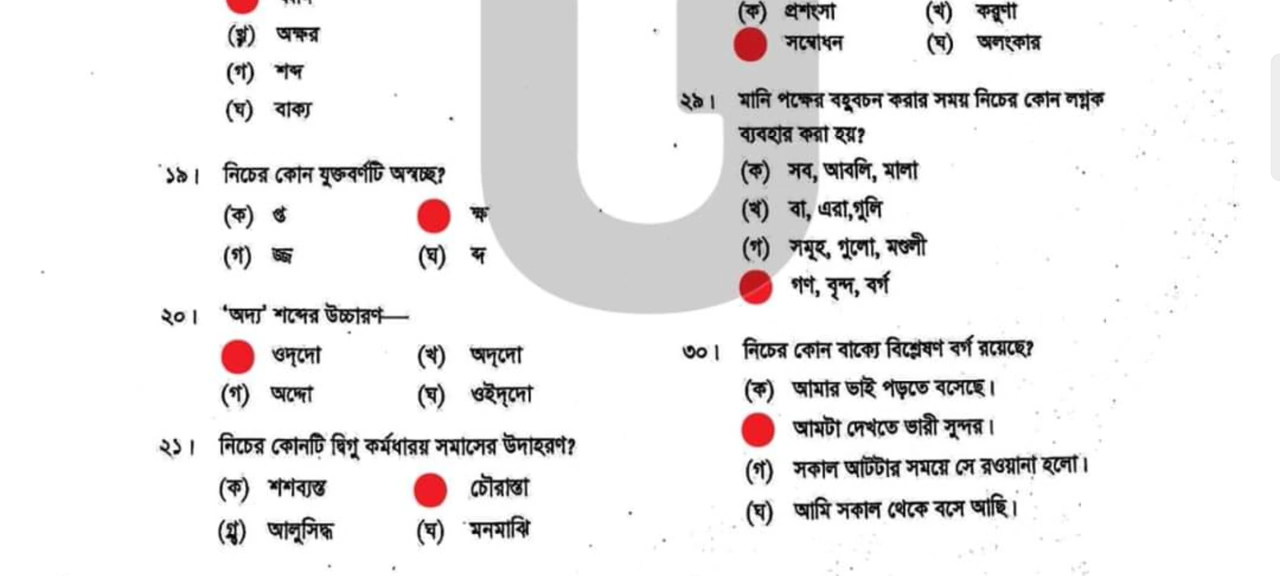 (খ) অক্ষর
(গ) শব্দ
(ঘ) বাক্য
১৯। নিচের কোন যুক্তবর্ণটি অস্বচ্ছ?
(ক) প্ত ক্ষ
(গ) জ্জ (ঘ) ব্দ
২০। 'অদ্য' শব্দের উচ্চারণ—
ওদ্‌দো (খ) অদ্‌দো
(গ) অদ্দো (ঘ) ওইদ্‌দো
২১। নিচের কোনটি দ্বিগু কর্মধারয় সমাসের উদাহরণ?
(ক) শশব্যস্ত চৌরাস্তা
(গ) আলুসিদ্ধ (ঘ) মনমাঝি
(ক) প্রশংসা (খ) করুণা
সম্বোধন (ঘ) অলংকার
২৯। মানি পক্ষের বহুবচন করার সময় নিচের কোন লগ্নক
ব্যবহার করা হয়?
(ক) সব, আবলি, মালা
(খ) বা, এরা,গুলি
(গ) সমূহ, গুলো, মণ্ডলী
গণ, বৃন্দ, বর্গ
৩০। নিচের কোন বাক্যে বিশ্লেষণ বর্গ রয়েছে?
(ক) আমার ভাই পড়তে বসেছে।
আমটা দেখতে ভারী সুন্দর।
(গ) সকাল আটটার সময়ে সে রওয়ানা হলো।
(ঘ) আমি সকাল থেকে বসে আছি।